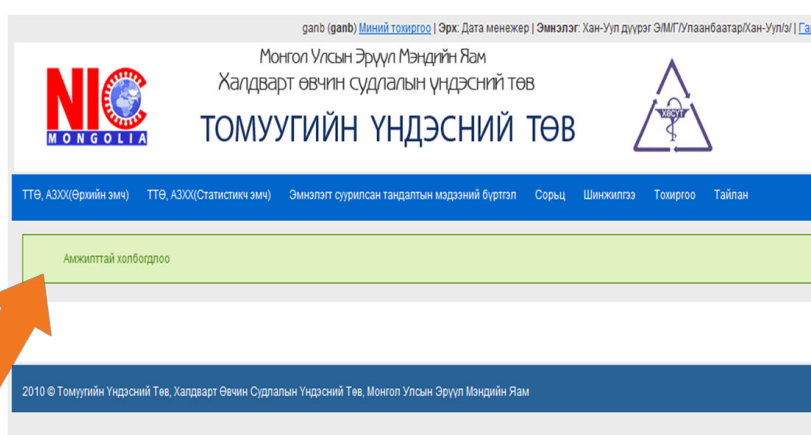 ganb (ganb) Миний тохиргоо | Эрх: Дата менежер | Эмнэлэг: Хан-Уул дүүрэг Э/М/Г/Улаанбаатар/Хан-Уул/з/ |
NIC
MONGOLIA
Монгол Улсын Эрүүл Мэндийн Яам
Халдварт өвчин судлалын үндэсний төв
ТОМУУГИЙН ҮНДЭСНИЙ ТӨВ
ХӨСҮТ
ТТӨ, АЗХХ(Өрхийн эмч) ТТӨ, АЗХХ(Статистикч эмч) Эмнэлэгт суурилсан тандалтын мэдээний бүртгэл Сорьц Шинжилгээ Тохиргоо Тайлан
Амжилттай холбогдлоо
2010 © Томуугийн Үндэсний Төв, Халдварт Өвчин Судлалын Үндэсний Төв, Монгол Улсын Эрүүл Мэндийн Яам